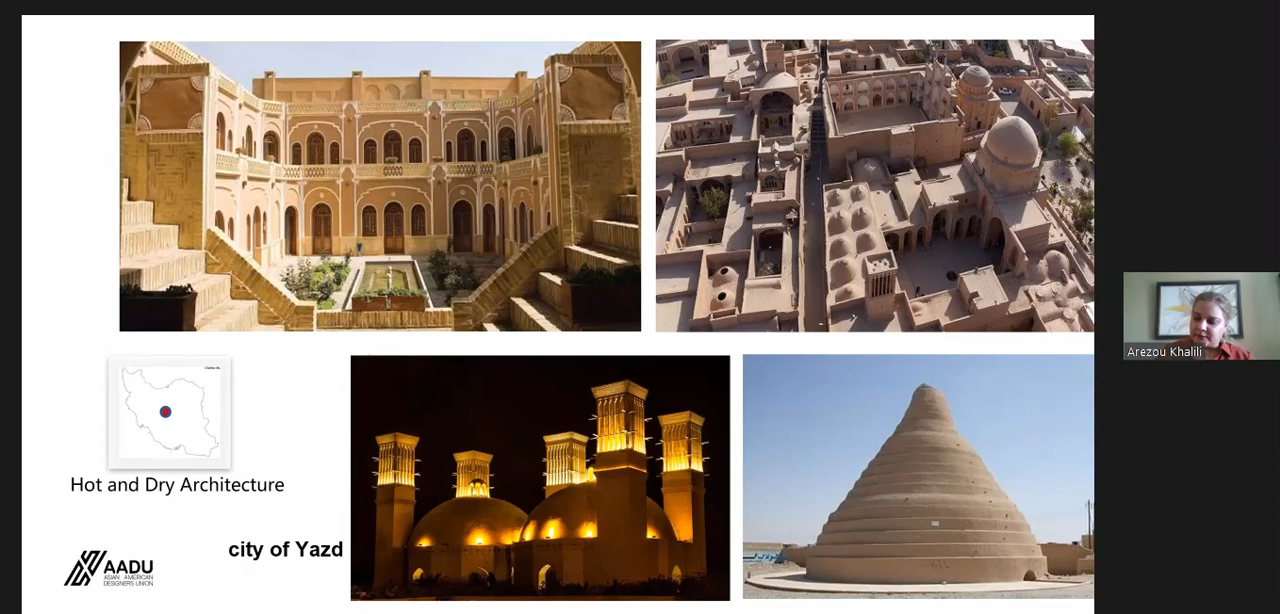 Arezou Khalili
Hot and Dry Architecture
city of Yazd
AADU
ASIAN AMERICAN
DESIGNERS UNION